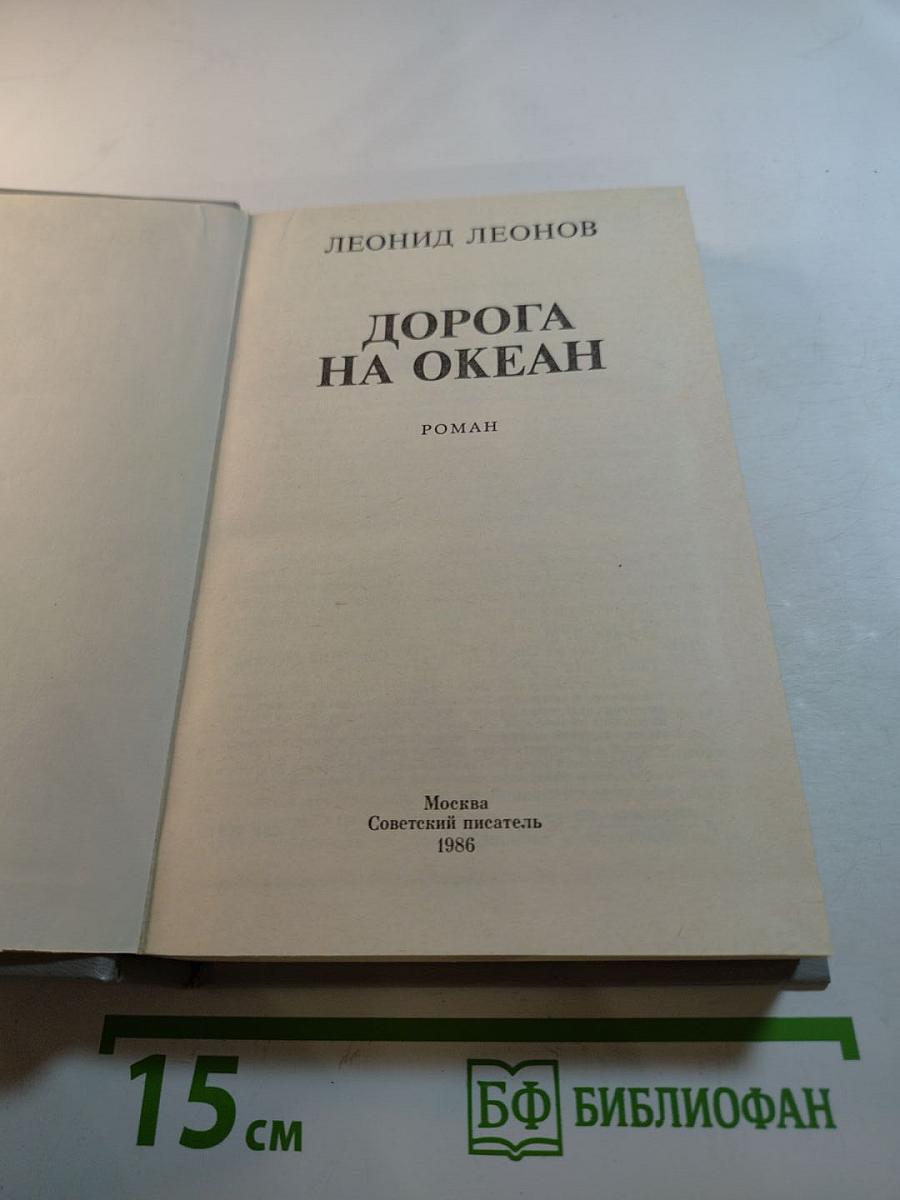 ЛЕОНИД ЛЕОНОВ
ДОРОГА
НА ОКЕАН
РОМАН
Москва
Советский писатель
1986
15 см
БФ БИБЛИОФАН